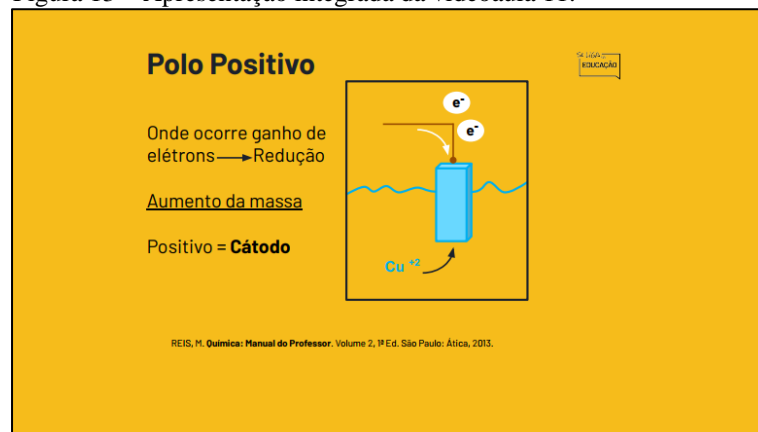 Figura 13 – Apresentação integrada da videoaula 11.
Polo Positivo
EDUCAÇÃO
e-
e-
Onde ocorre ganho de
elétrons → Redução
Aumento da massa
Positivo = Cátodo
Cu +2
REIS, M. Química: Manual do Professor. Volume 2, 1ª Ed. São Paulo: Ática, 2013.